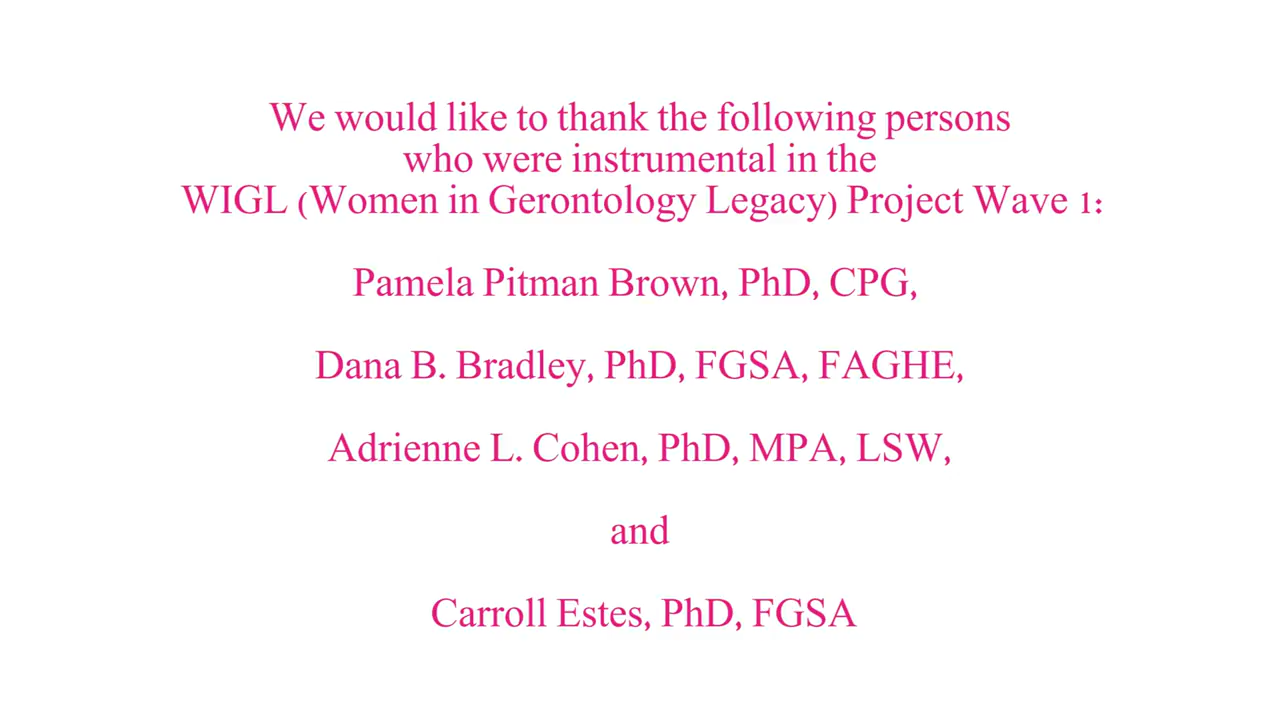 We would like to thank the following persons
who were instrumental in the
WIGL (Women in Gerontology Legacy) Project Wave 1:
Pamela Pitman Brown, PhD, CPG,
Dana B. Bradley, PhD, FGSA, FAGHE,
Adrienne L. Cohen, PhD, MPA, LSW,
and
Carroll Estes, PhD, FGSA